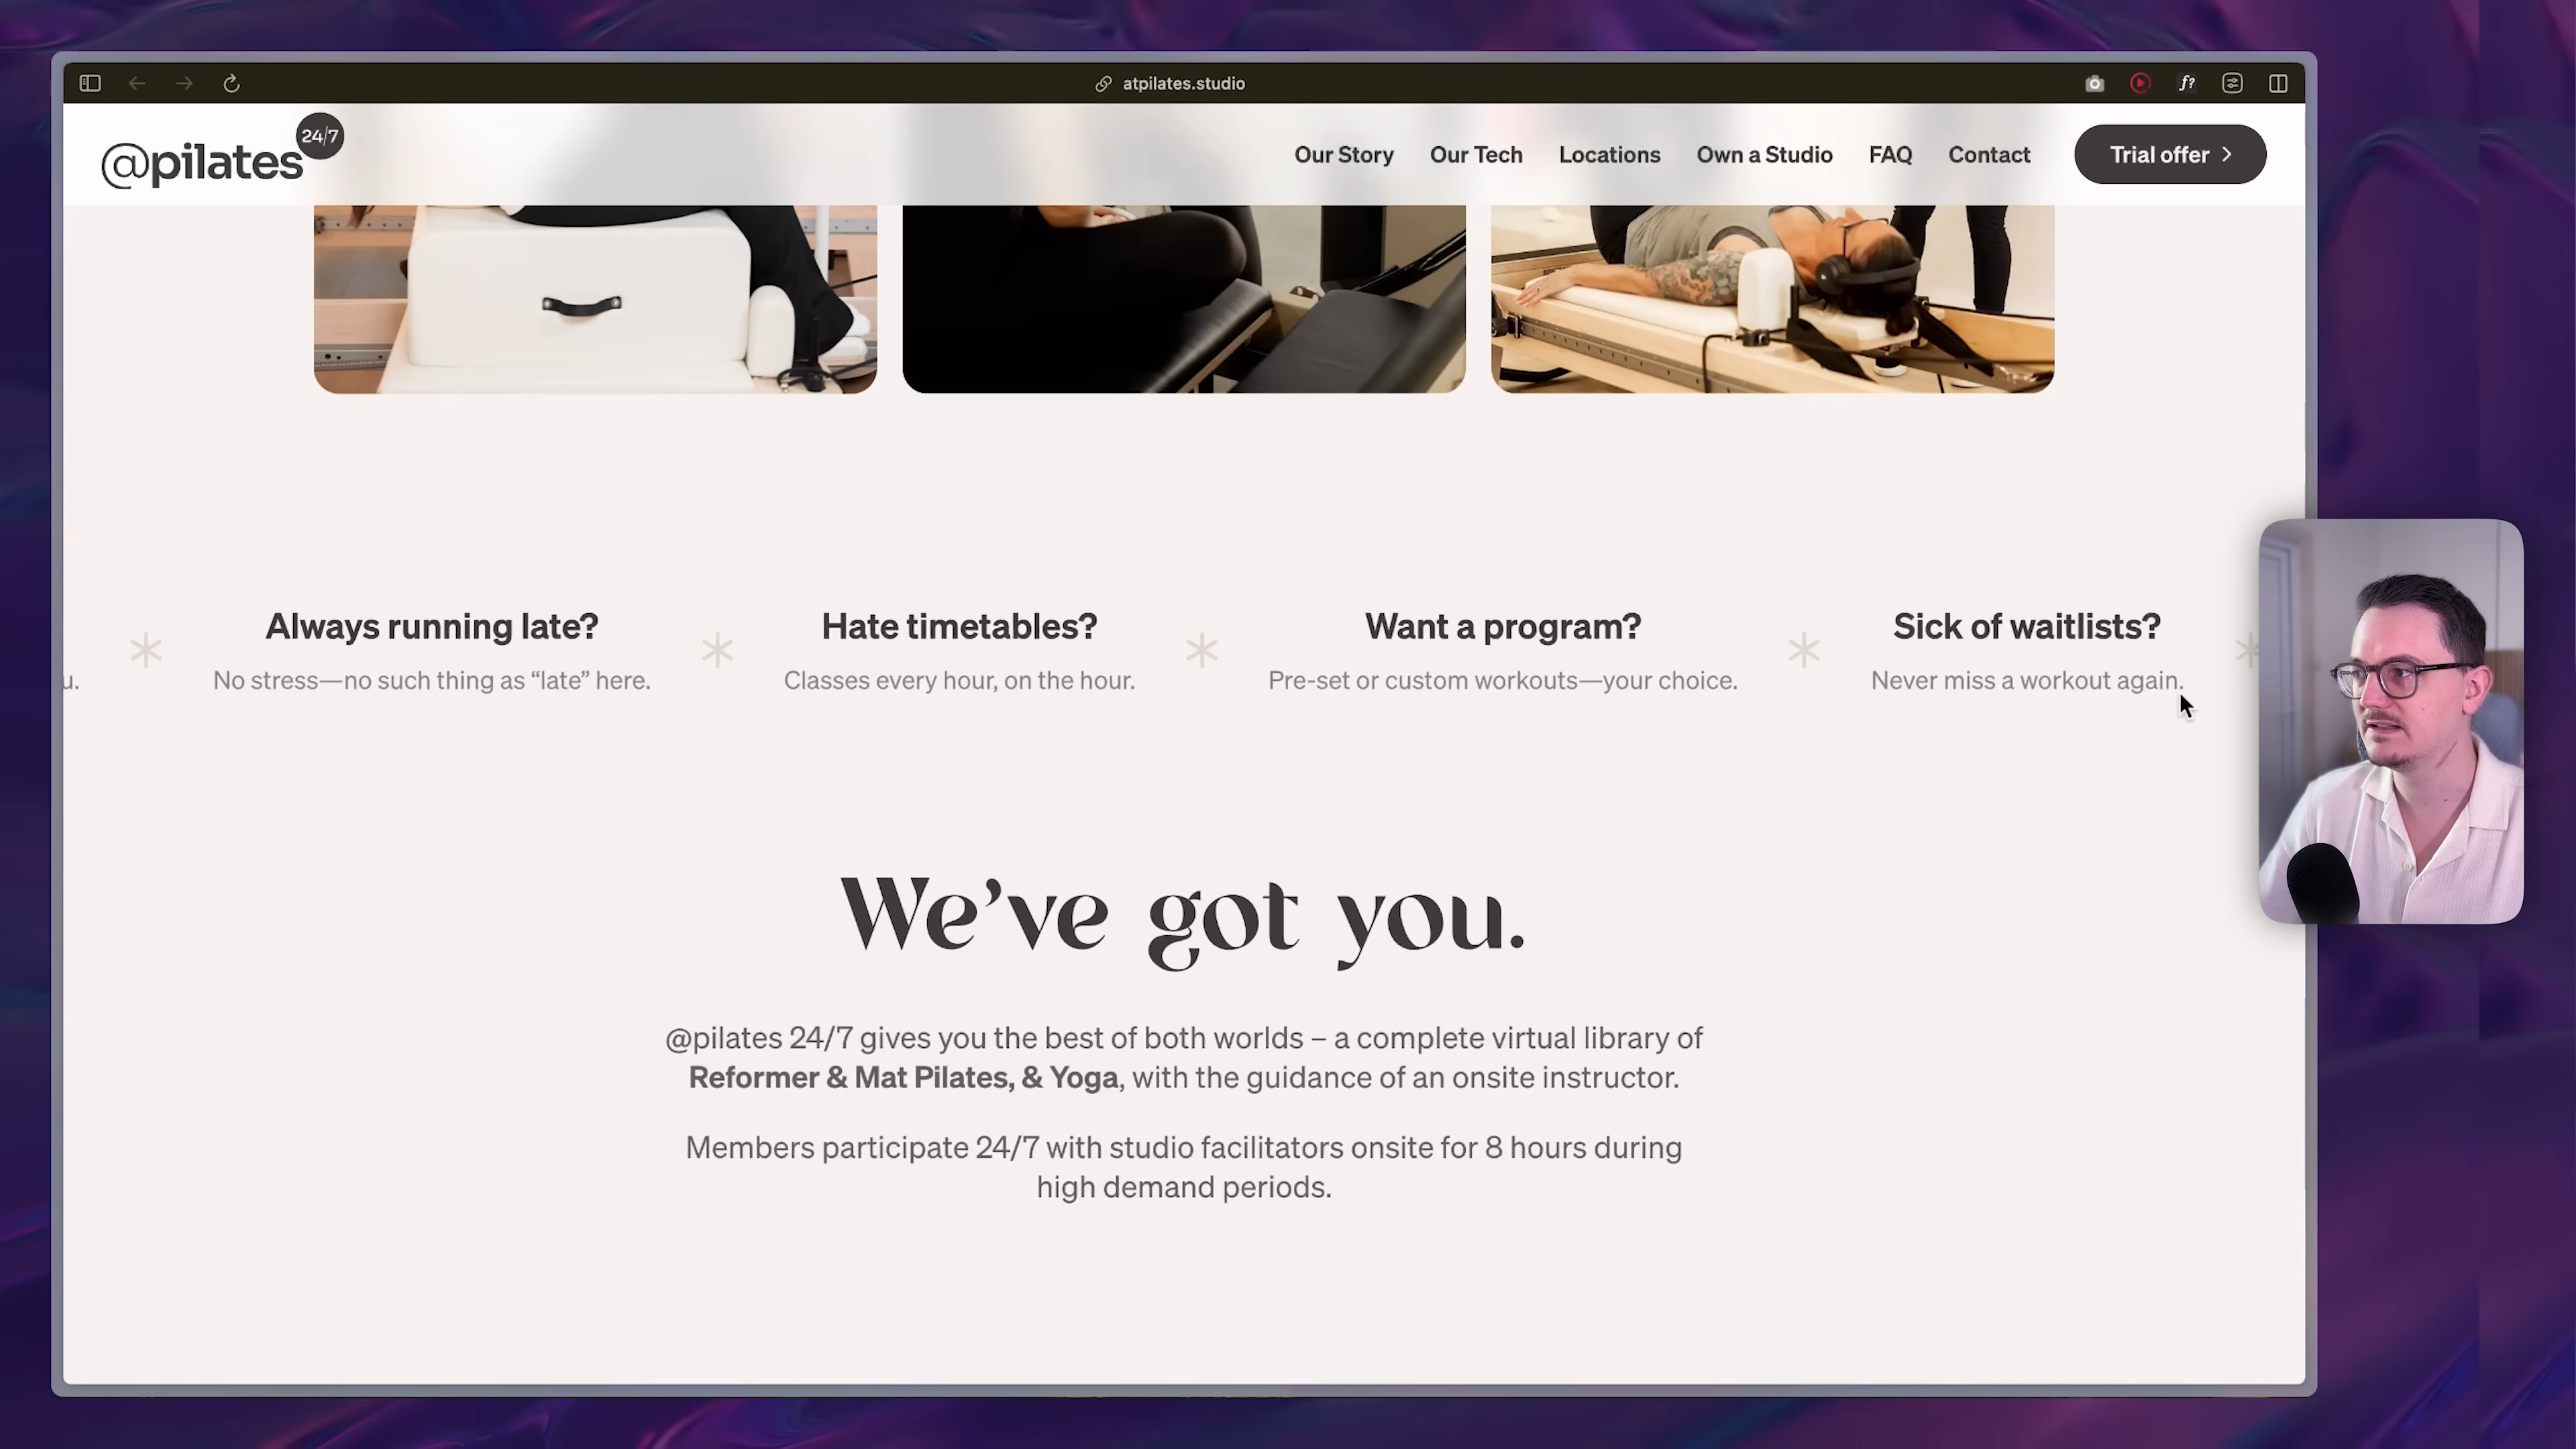 atpilates.studio
@pilates 24/7
Our Story Our Tech Locations Own a Studio FAQ Contact Trial offer
u.
Always running late?
No stress—no such thing as “late” here.
Hate timetables?
Classes every hour, on the hour.
Want a program?
Pre-set or custom workouts—your choice.
Sick of waitlists?
Never miss a workout again.
We’ve got you.
@pilates 24/7 gives you the best of both worlds – a complete virtual library of
Reformer & Mat Pilates, & Yoga, with the guidance of an onsite instructor.
Members participate 24/7 with studio facilitators onsite for 8 hours during
high demand periods.